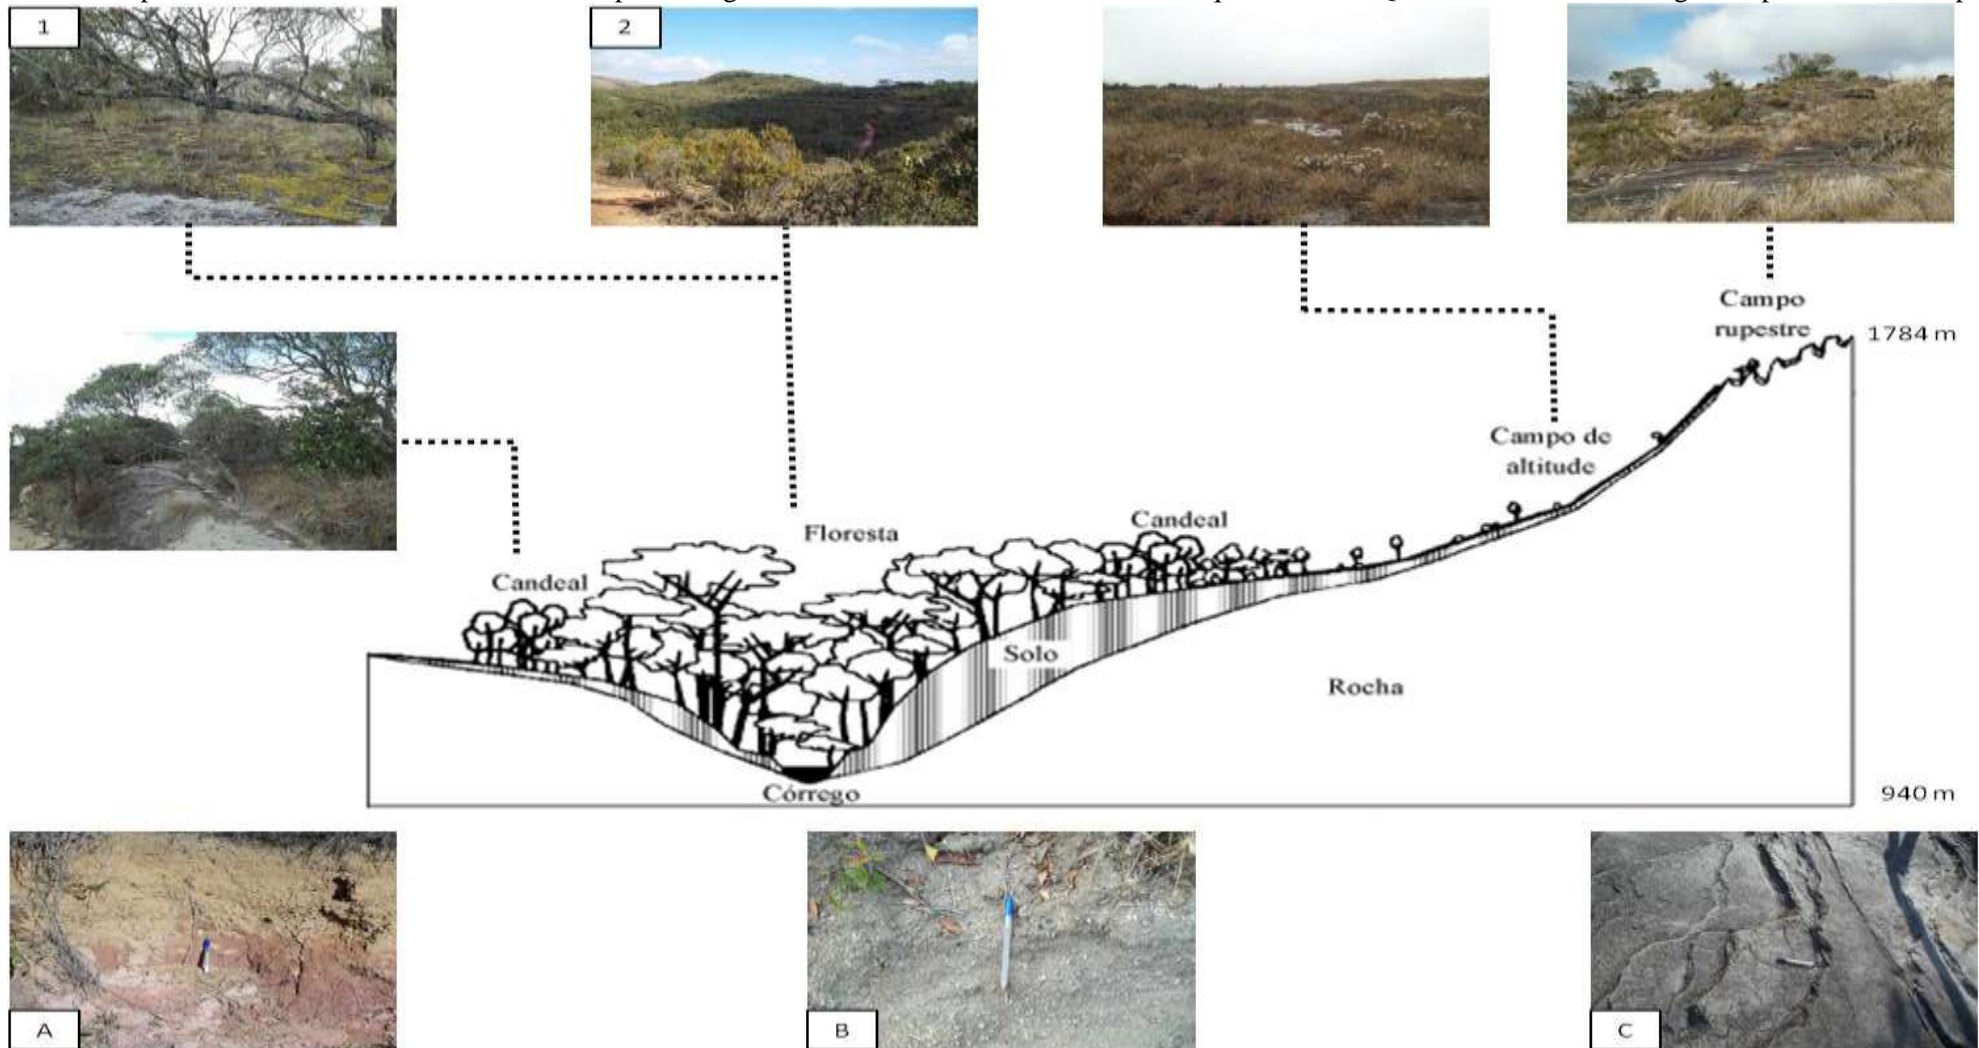 1
2
Campo
rupestre
1784 m
Campo de
altitude
Floresta
Candeal
Candeal
Solo
Rocha
Córrego
940 m
A
B
C